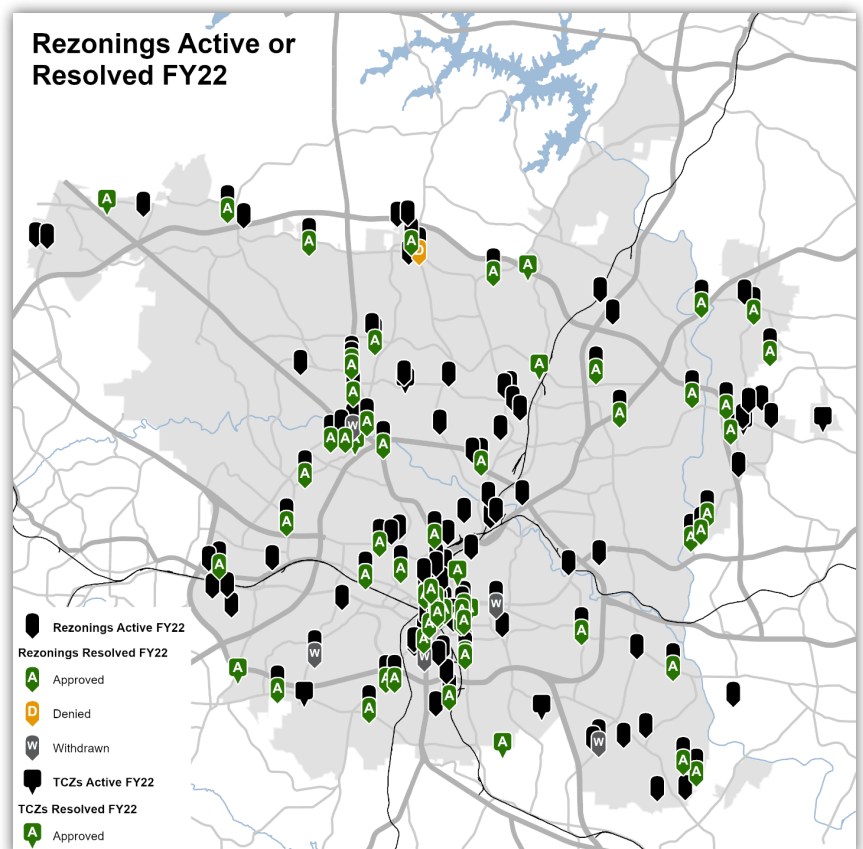 Rezonings Active or
Resolved FY22
Rezonings Active FY22
Rezonings Resolved FY22
A Approved
D Denied
W Withdrawn
TCZs Active FY22
TCZs Resolved FY22
A Approved